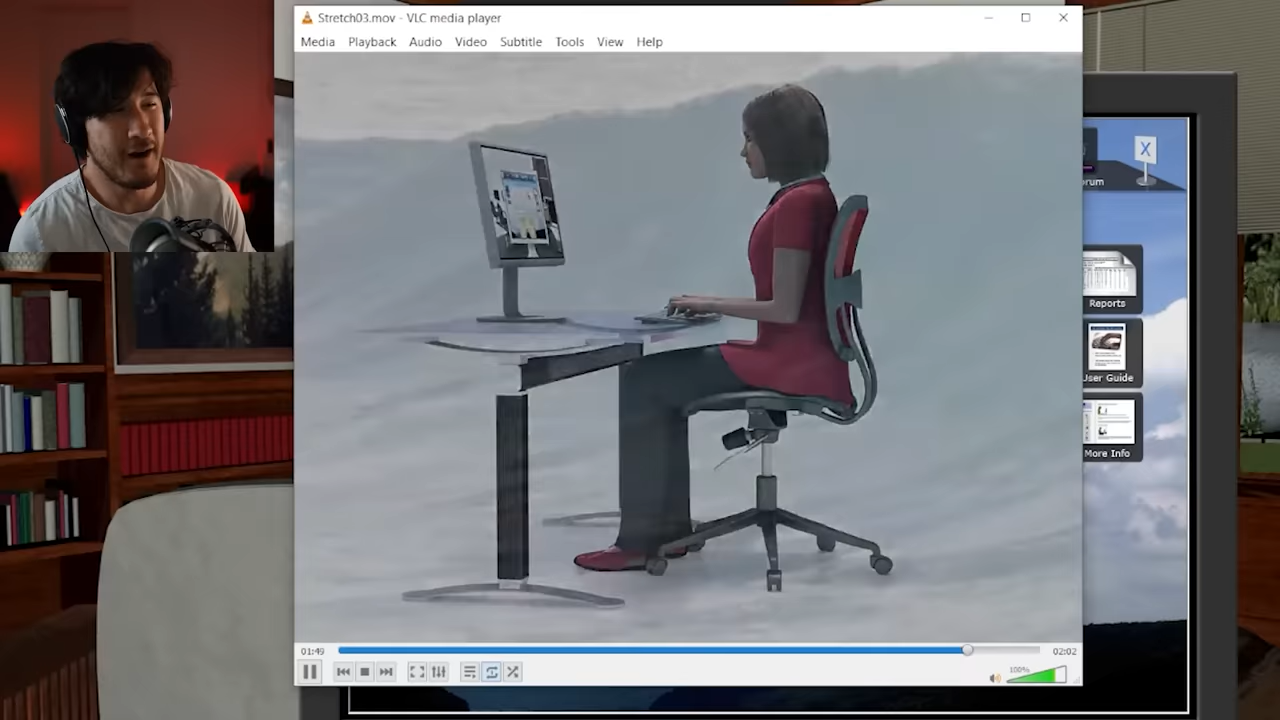 Stretch03.mov - VLC media player
Media Playback Audio Video Subtitle Tools View Help
X
orum
Reports
User Guide
More Info
01:49
02:02
100%